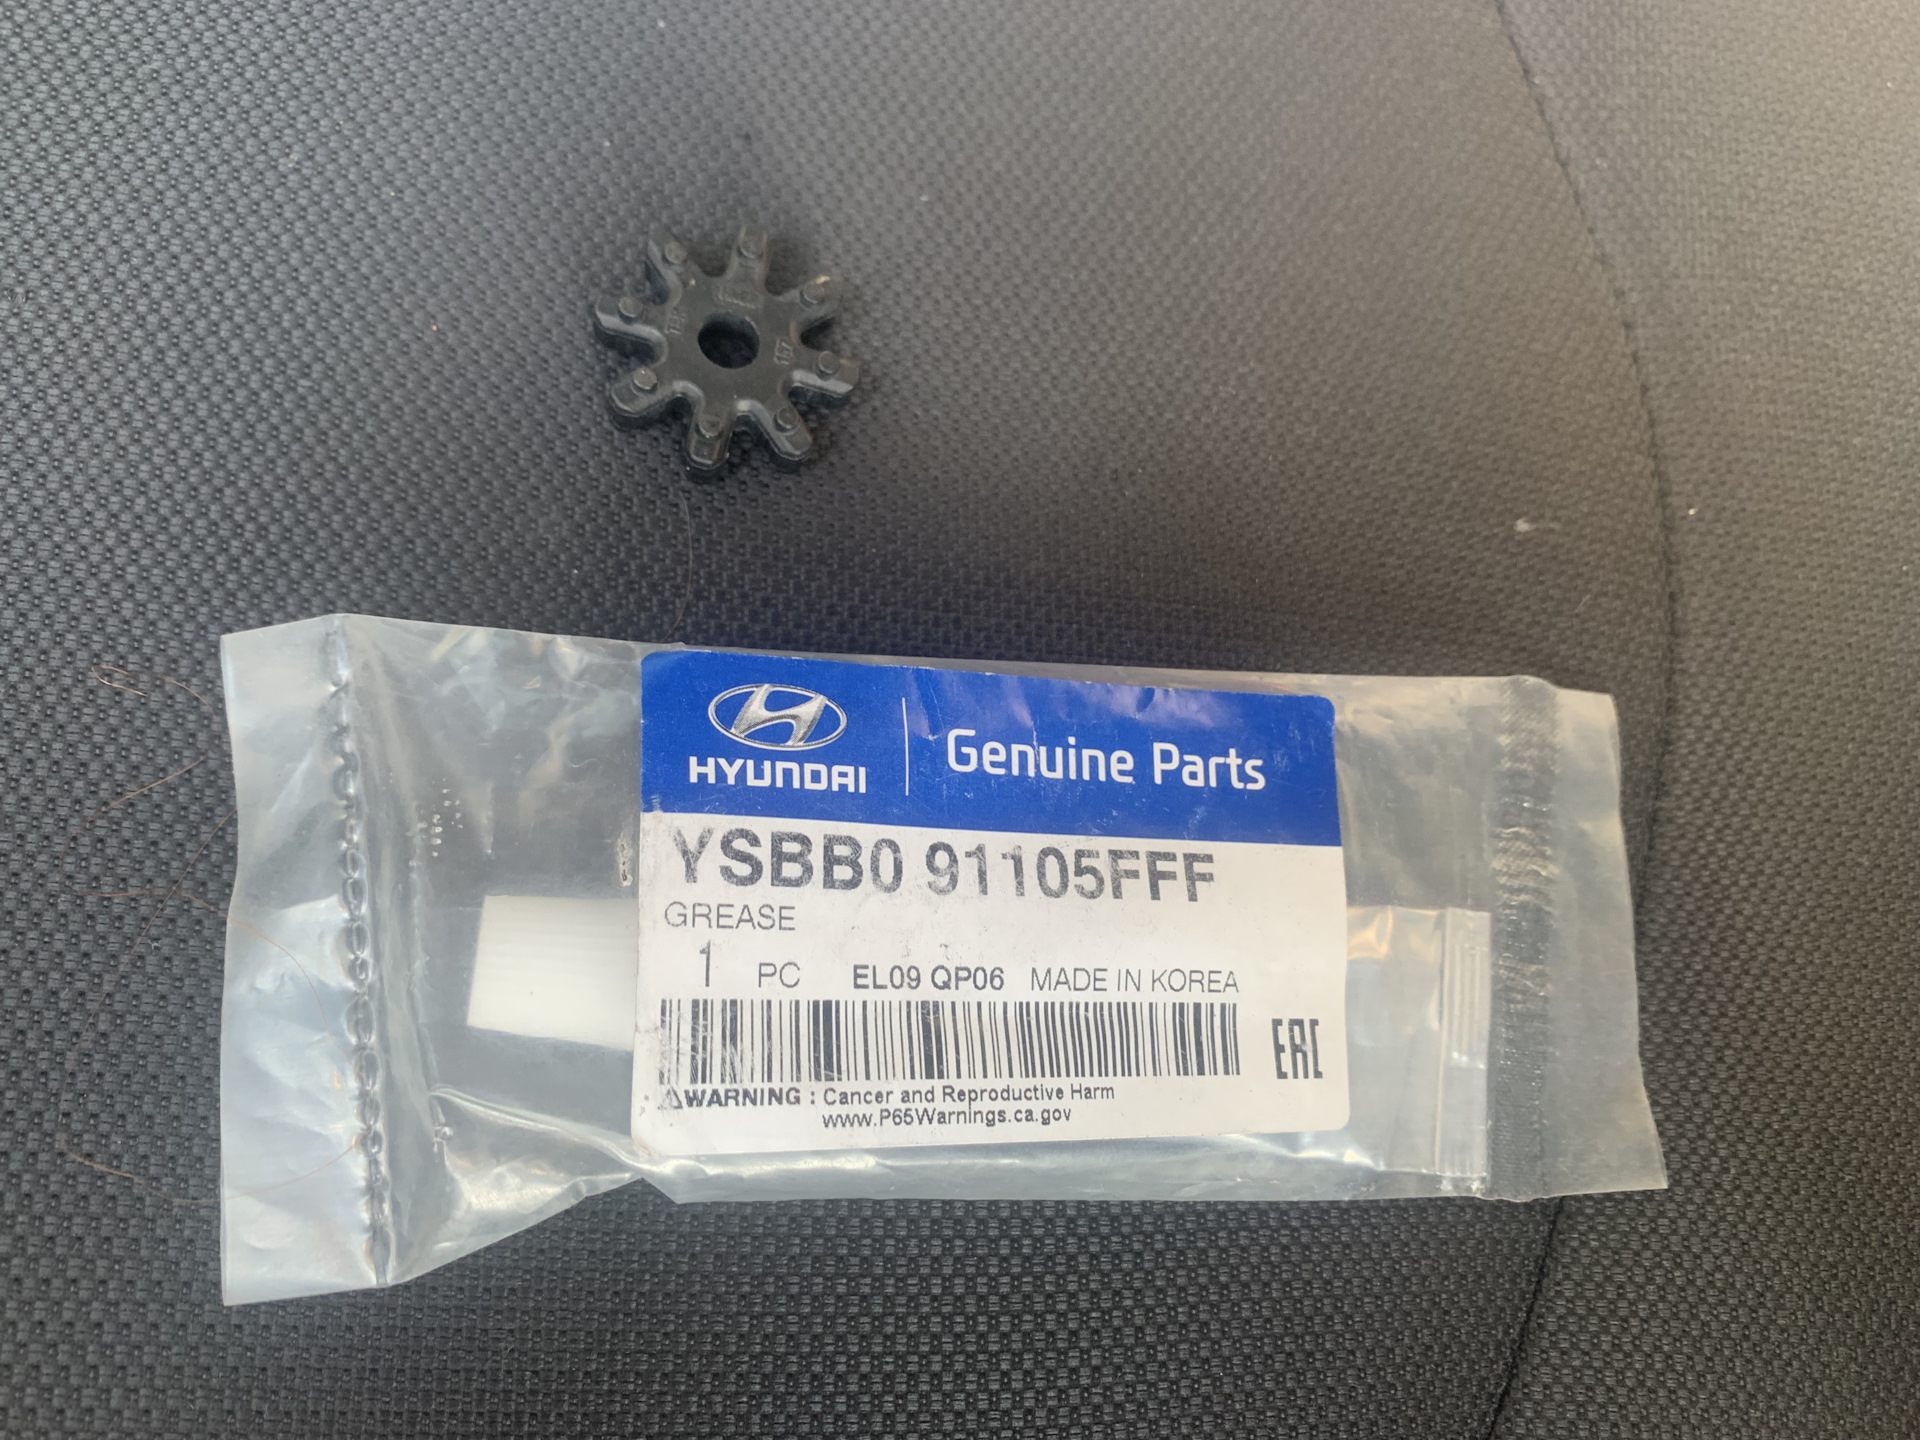 HYUNDAI
Genuine Parts
YSBB0 91105FFF
GREASE
1 PC EL09 QP06 MADE IN KOREA
EAC
⚠WARNING : Cancer and Reproductive Harm
www.P65Warnings.ca.gov